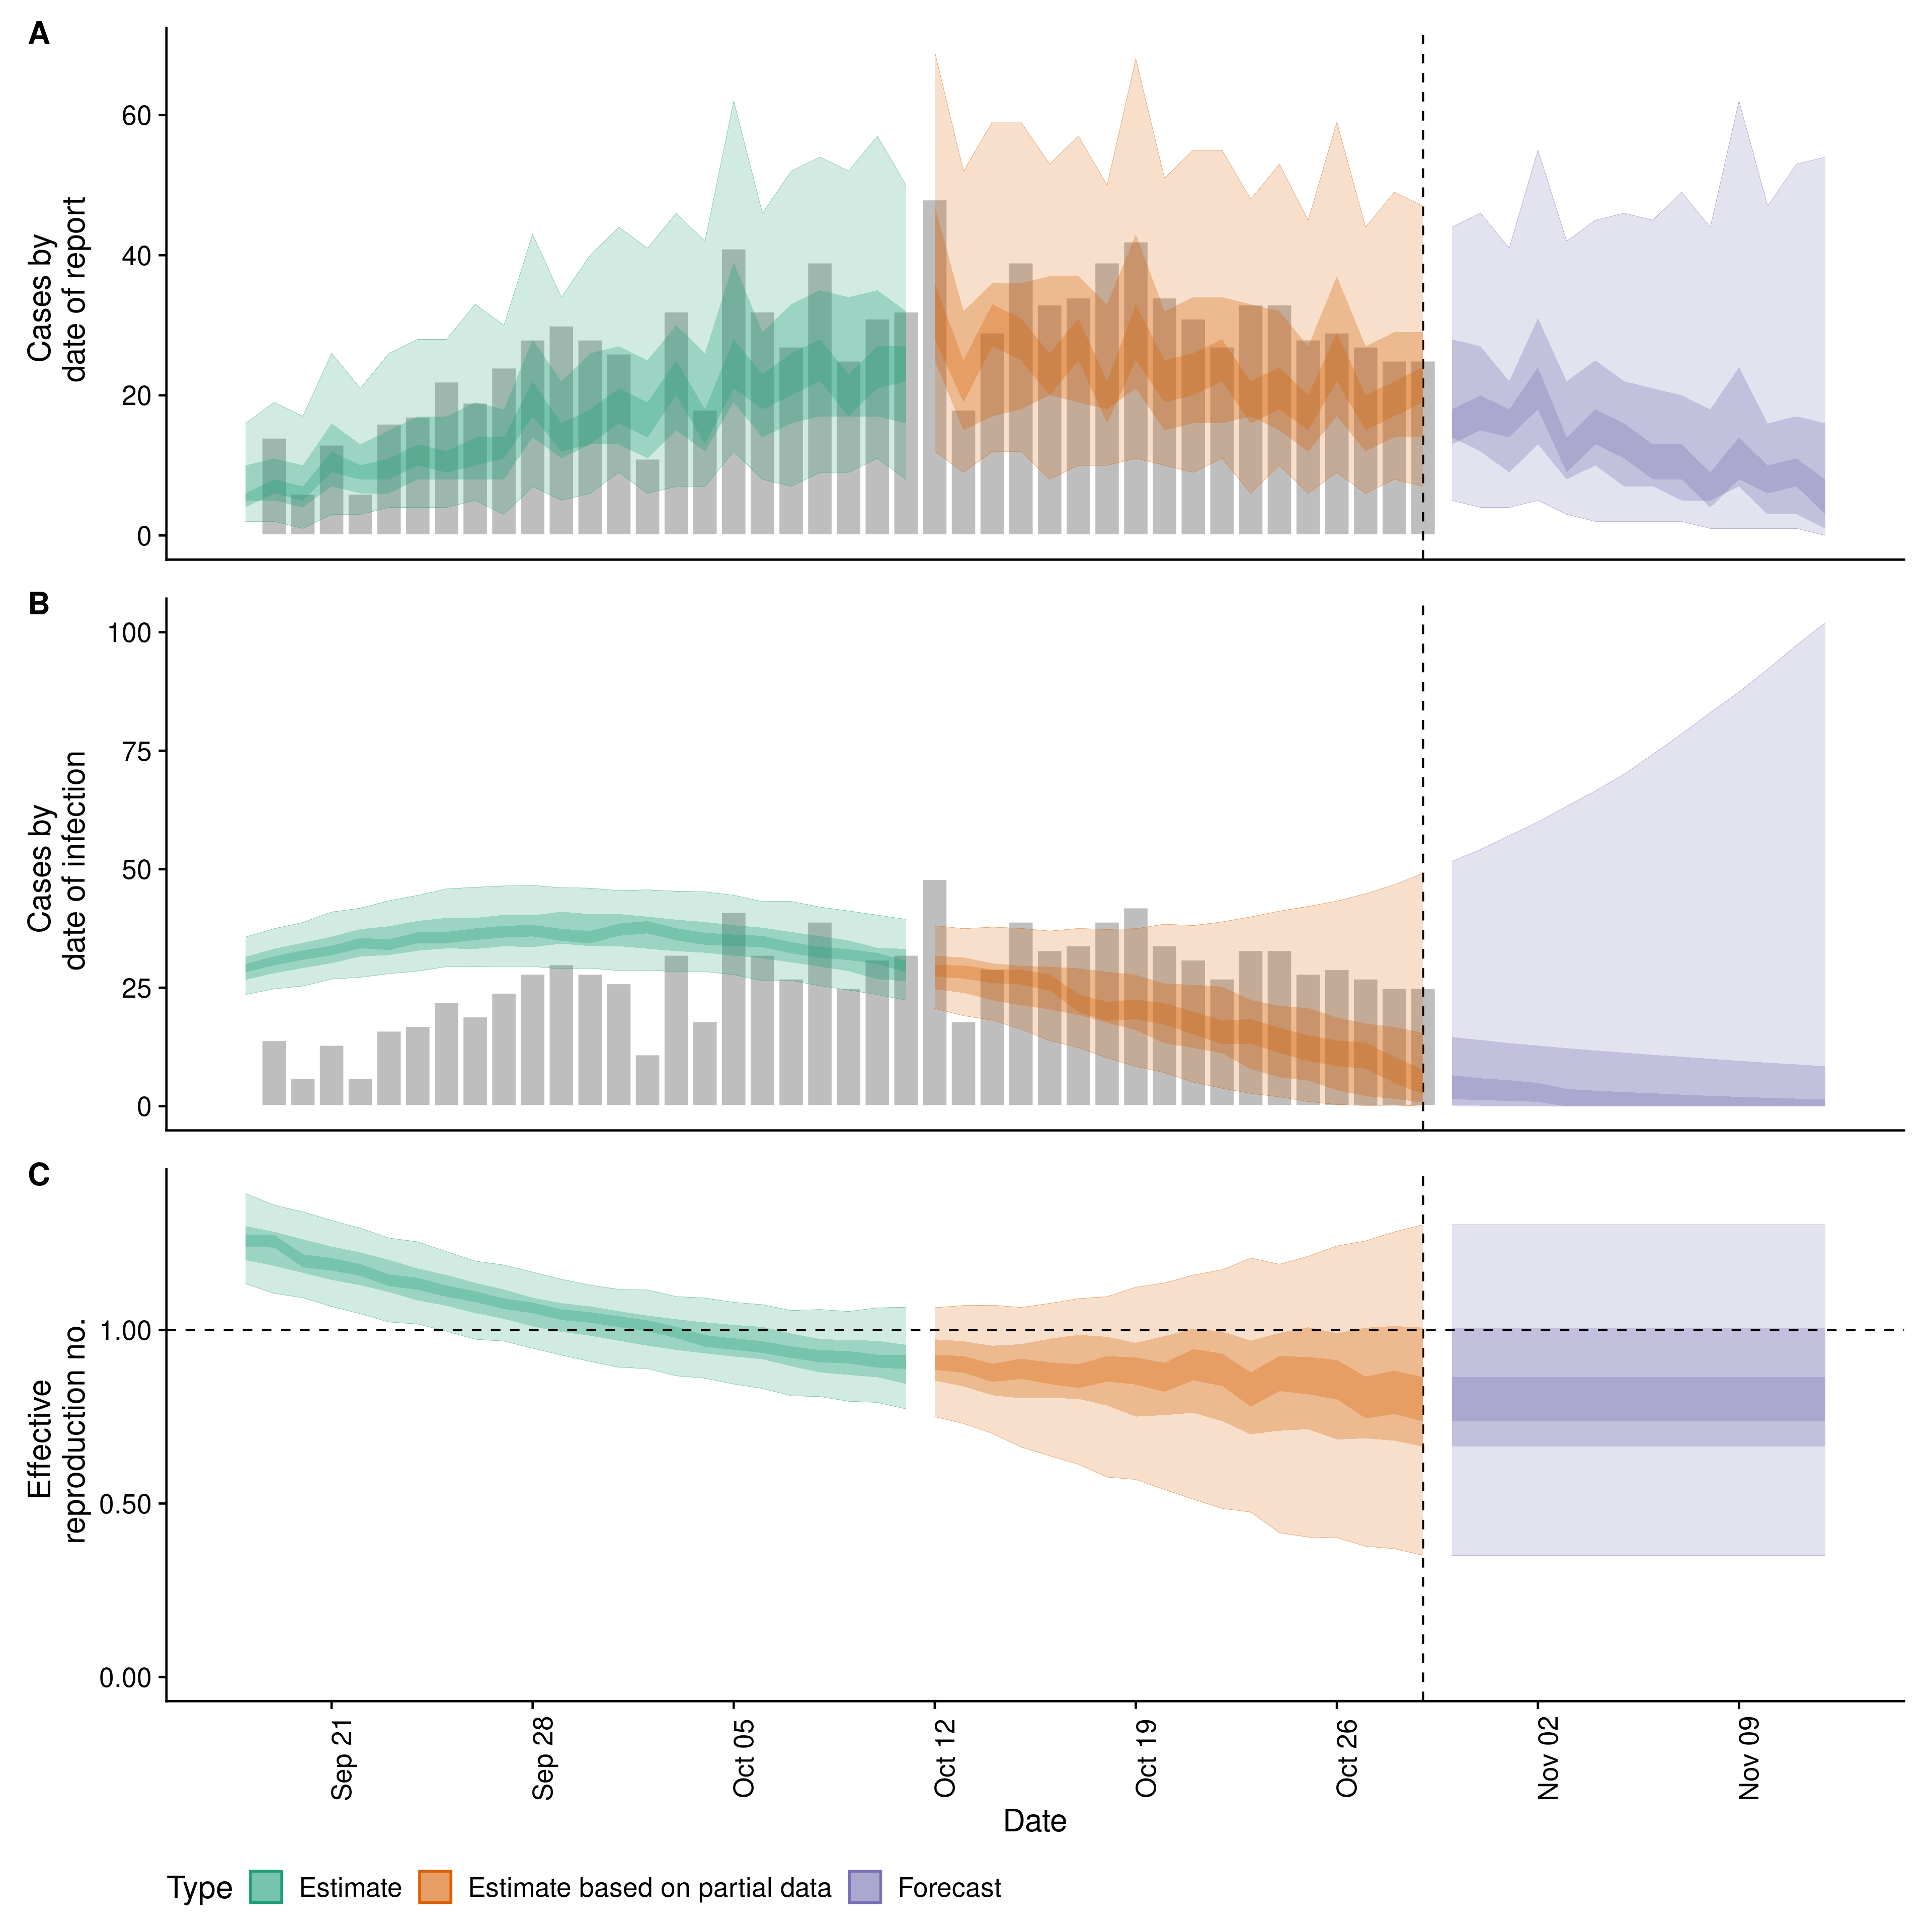 A
Cases by
date of report
60
40
20
0
B
Cases by
date of infection
100
75
50
25
0
C
Effective
reproduction no.
1.00
0.50
0.00
Sep 21
Sep 28
Oct 05
Oct 12
Oct 19
Oct 26
Nov 02
Nov 09
Date
Type Estimate Estimate based on partial data Forecast